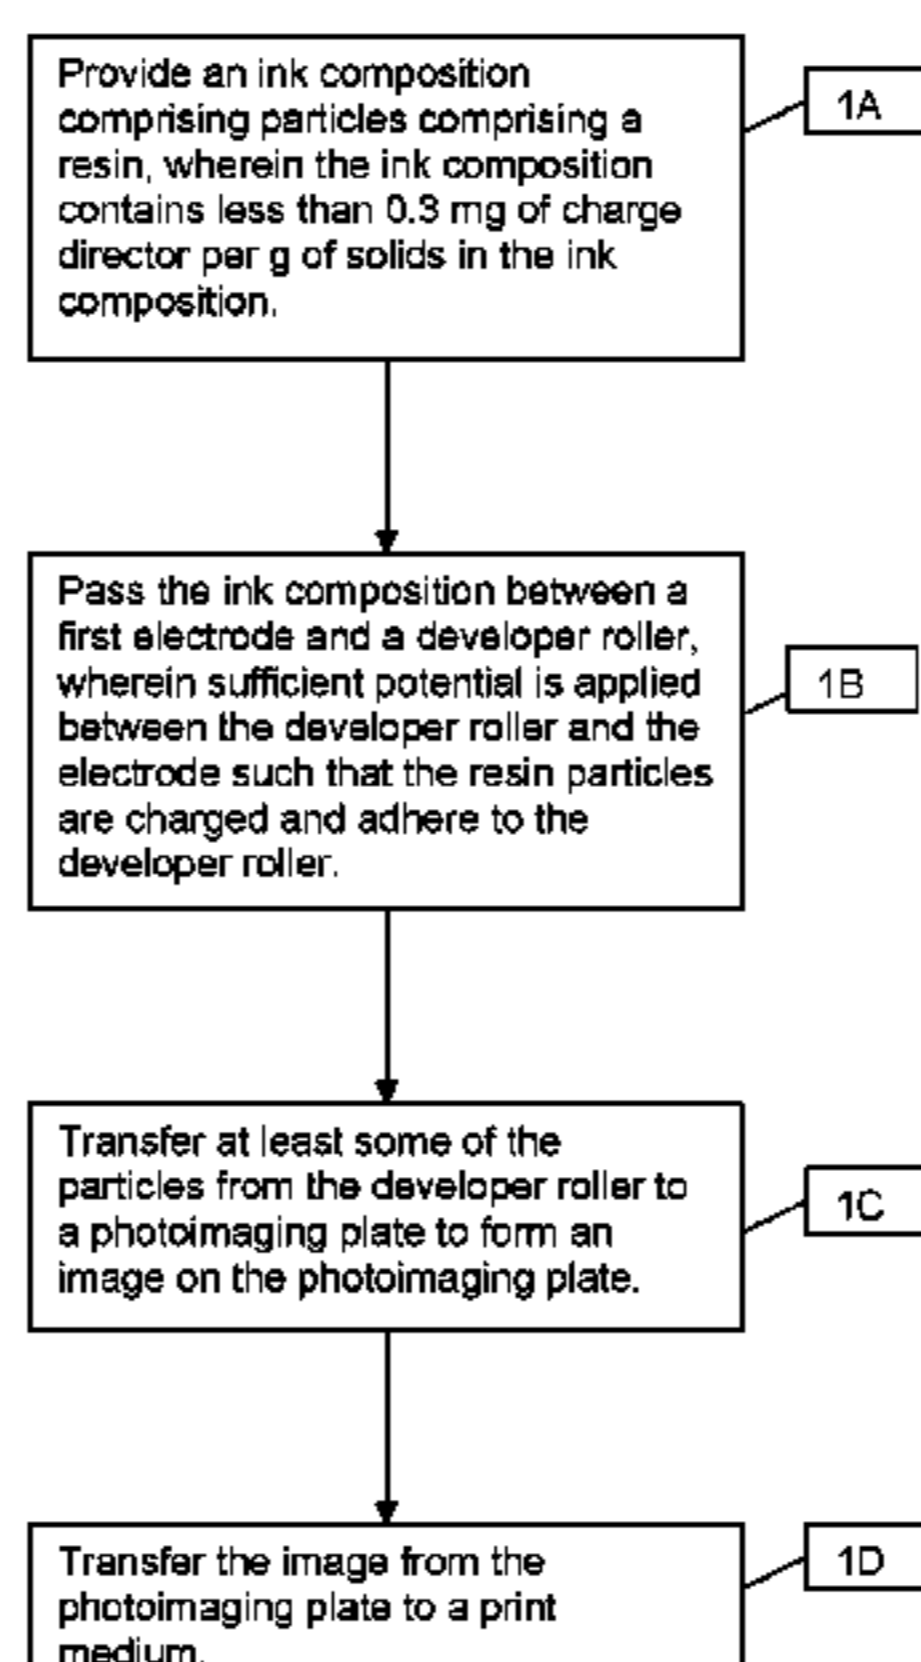 Provide an ink composition
comprising particles comprising a
resin, wherein the ink composition
contains less than 0.3 mg of charge
director per g of solids in the ink
composition.
1A
Pass the ink composition between a
first electrode and a developer roller,
wherein sufficient potential is applied
between the developer roller and the
electrode such that the resin particles
are charged and adhere to the
developer roller.
1B
Transfer at least some of the
particles from the developer roller to
a photoimaging plate to form an
image on the photoimaging plate.
1C
Transfer the image from the
photoimaging plate to a print
medium.
1D